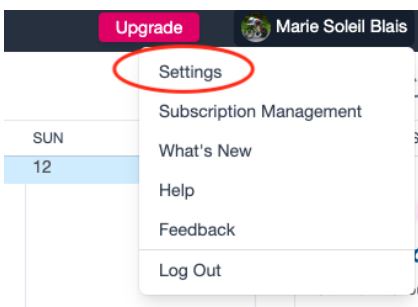 Upgrade Marie Soleil Blais
Settings
Subscription Management
SUN
What's New
12
Help
Feedback
Log Out